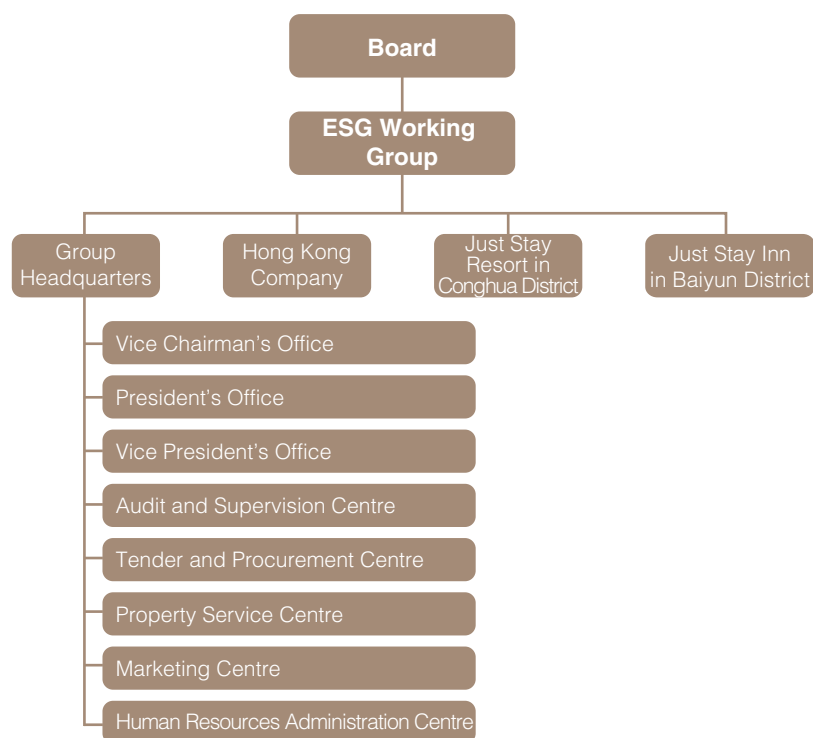 Board
ESG Working
Group
Group
Headquarters
Hong Kong
Company
Just Stay
Resort in
Conghua District
Just Stay Inn
in Baiyun District
Vice Chairman’s Office
President’s Office
Vice President’s Office
Audit and Supervision Centre
Tender and Procurement Centre
Property Service Centre
Marketing Centre
Human Resources Administration Centre